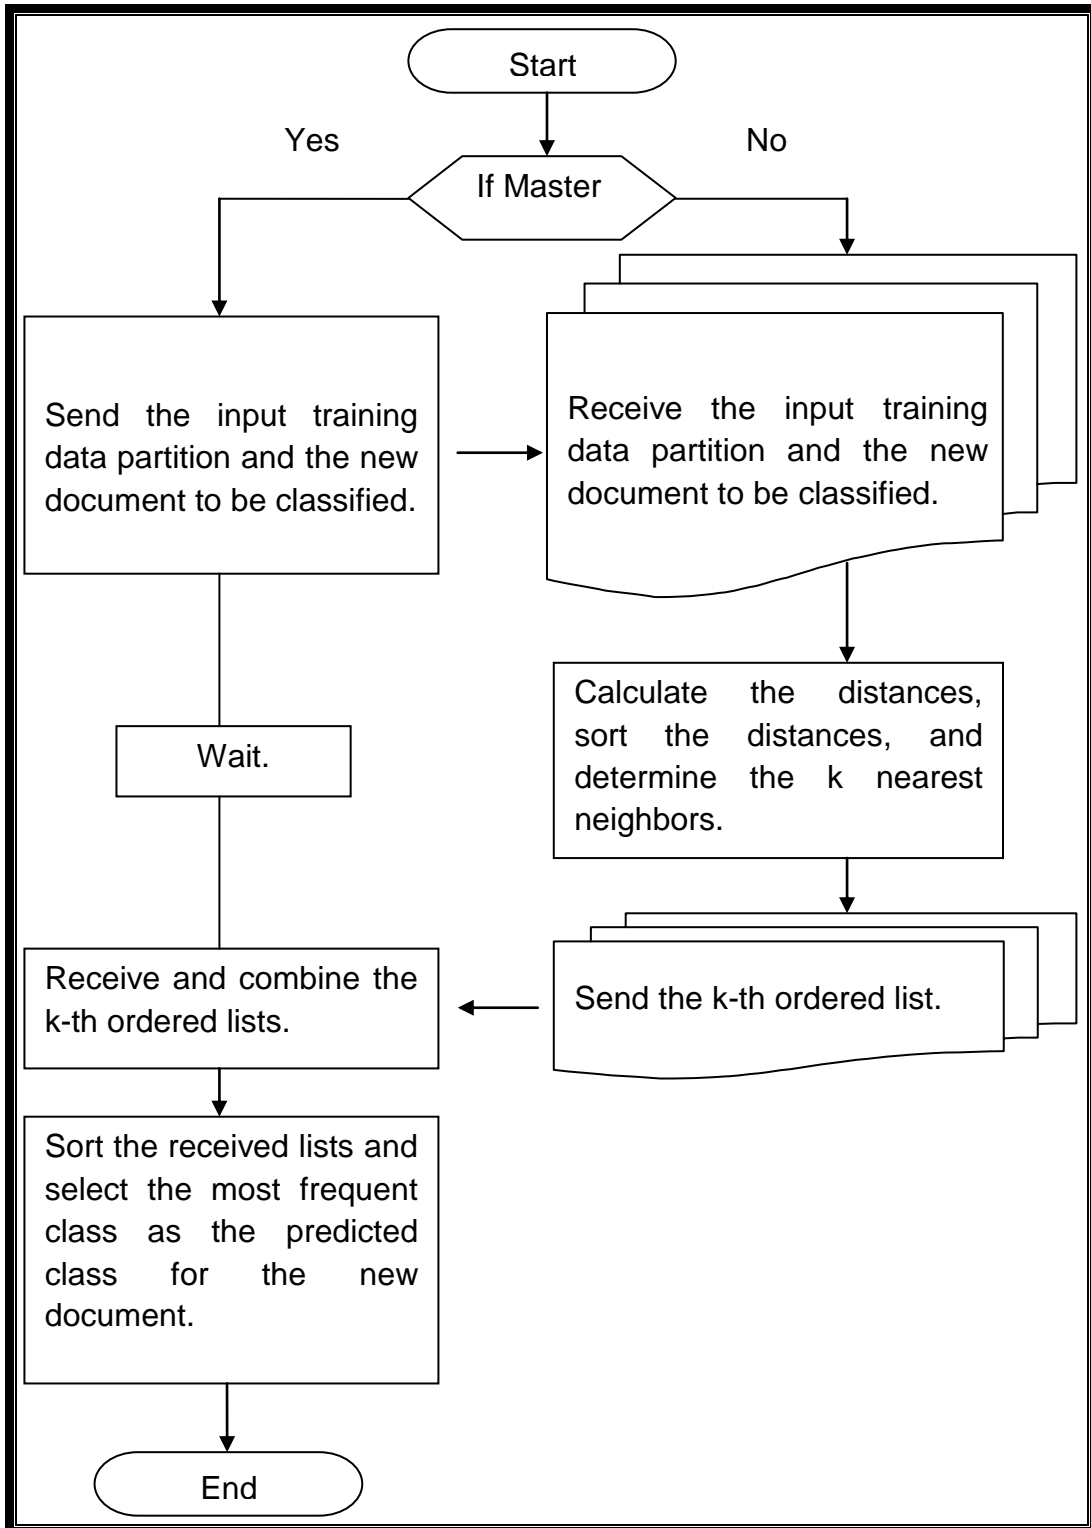 Start
Yes
No
If Master
Send the input training
data partition and the new
document to be classified.
Receive the input training
data partition and the new
document to be classified.
Wait.
Calculate the distances,
sort the distances, and
determine the k nearest
neighbors.
Send the k-th ordered list.
Receive and combine the
k-th ordered lists.
Sort the received lists and
select the most frequent
class as the predicted
class for the new
document.
End